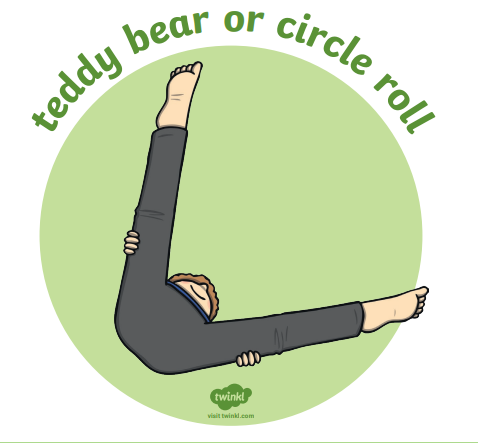 teddy bear or circle roll
twinkl
visit twinkl.com